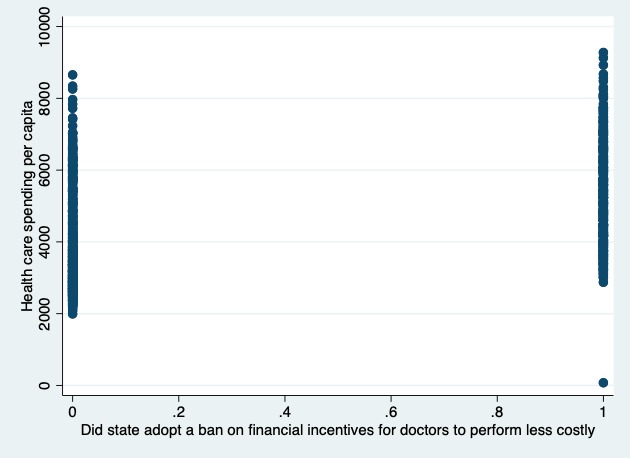 Health care spending per capita
10000
8000
6000
4000
2000
0
0 .2 .4 .6 .8 1
Did state adopt a ban on financial incentives for doctors to perform less costly